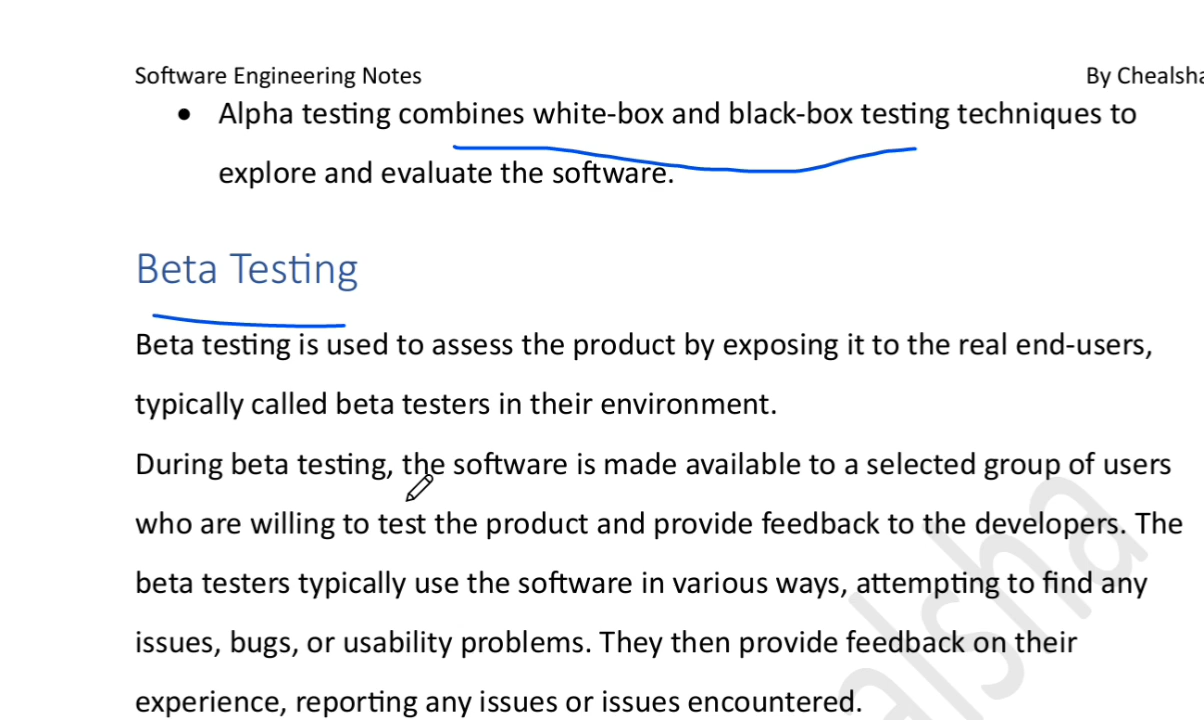 Software Engineering Notes By Chealsha
Alpha testing combines white-box and black-box testing techniques to
explore and evaluate the software.
Beta Testing
Beta testing is used to assess the product by exposing it to the real end-users,
typically called beta testers in their environment.
During beta testing, the software is made available to a selected group of users
who are willing to test the product and provide feedback to the developers. The
beta testers typically use the software in various ways, attempting to find any
issues, bugs, or usability problems. They then provide feedback on their
experience, reporting any issues or issues encountered.